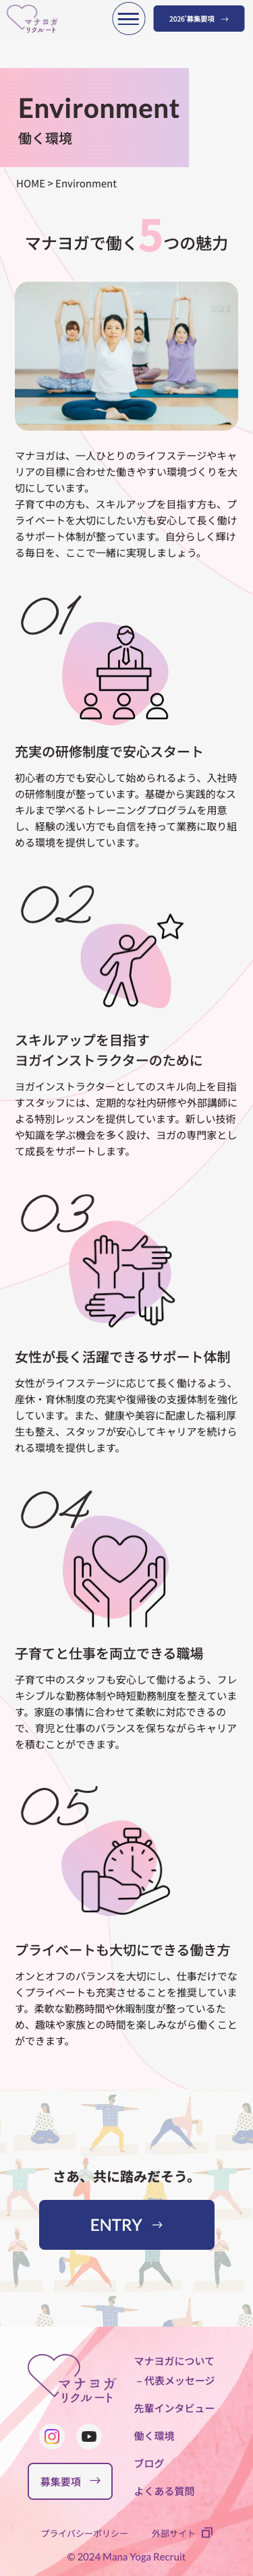 マナヨガ
リクルート
2026'募集要項
Environment
働く環境
HOME > Environment
マナヨガで働く5つの魅力
マナヨガは、一人ひとりのライフステージやキャ
リアの目標に合わせた働きやすい環境づくりを大
切にしています。
子育て中の方も、スキルアップを目指す方も、プ
ライベートを大切にしたい方も安心して長く働け
るサポート体制が整っています。自分らしく輝け
る毎日を、ここで一緒に実現しましょう。
01
充実の研修制度で安心スタート
初心者の方でも安心して始められるよう、入社時
の研修制度が整っています。基礎から実践的なス
キルまで学べるトレーニングプログラムを用意
し、経験の浅い方でも自信を持って業務に取り組
める環境を提供しています。
02
スキルアップを目指す
ヨガインストラクターのために
ヨガインストラクターとしてのスキル向上を目指
すスタッフには、定期的な社内研修や外部講師に
よる特別レッスンを提供しています。新しい技術
や知識を学ぶ機会を多く設け、ヨガの専門家とし
て成長をサポートします。
03
女性が長く活躍できるサポート体制
女性がライフステージに応じて長く働けるよう、
産休・育休制度の充実や復帰後の支援体制を強化
しています。また、健康や美容に配慮した福利厚
生も整え、スタッフが安心してキャリアを続けら
れる環境を提供します。
04
子育てと仕事を両立できる職場
子育て中のスタッフも安心して働けるよう、フレ
キシブルな勤務体制や時短勤務制度を整えていま
す。家庭の事情に合わせて柔軟に対応できるの
で、育児と仕事のバランスを保ちながらキャリア
を積むことができます。
05
プライベートも大切にできる働き方
オンとオフのバランスを大切にし、仕事だけでな
くプライベートも充実させることを推奨していま
す。柔軟な勤務時間や休暇制度が整っているた
め、趣味や家族との時間を楽しみながら働くこと
ができます。
さあ、共に踏みだそう。
ENTRY
マナヨガ
リクルート
募集要項
マナヨガについて
– 代表メッセージ
先輩インタビュー
働く環境
ブログ
よくある質問
プライバシーポリシー
外部サイト
© 2024 Mana Yoga Recruit